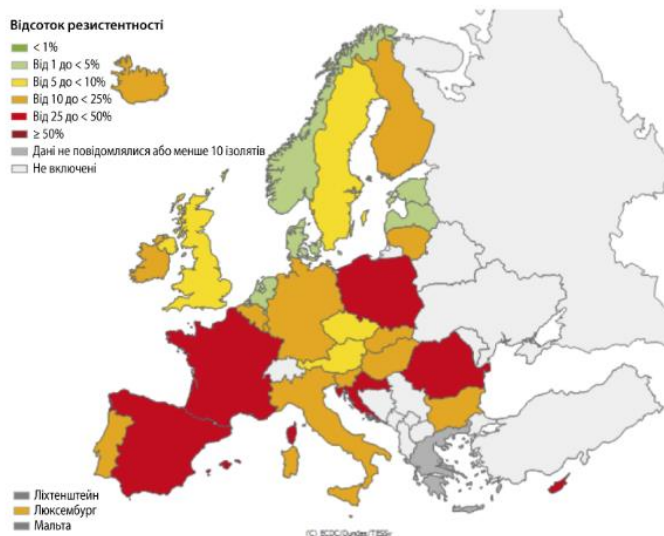 Відсоток резистентності
< 1%
Від 1 до < 5%
Від 5 до < 10%
Від 10 до < 25%
Від 25 до < 50%
≥ 50%
Дані не повідомлялися або менше 10 ізолятів
Не включені
Ліхтенштейн
Люксембург
Мальта
(C) ECDC/Dundas/TESSy